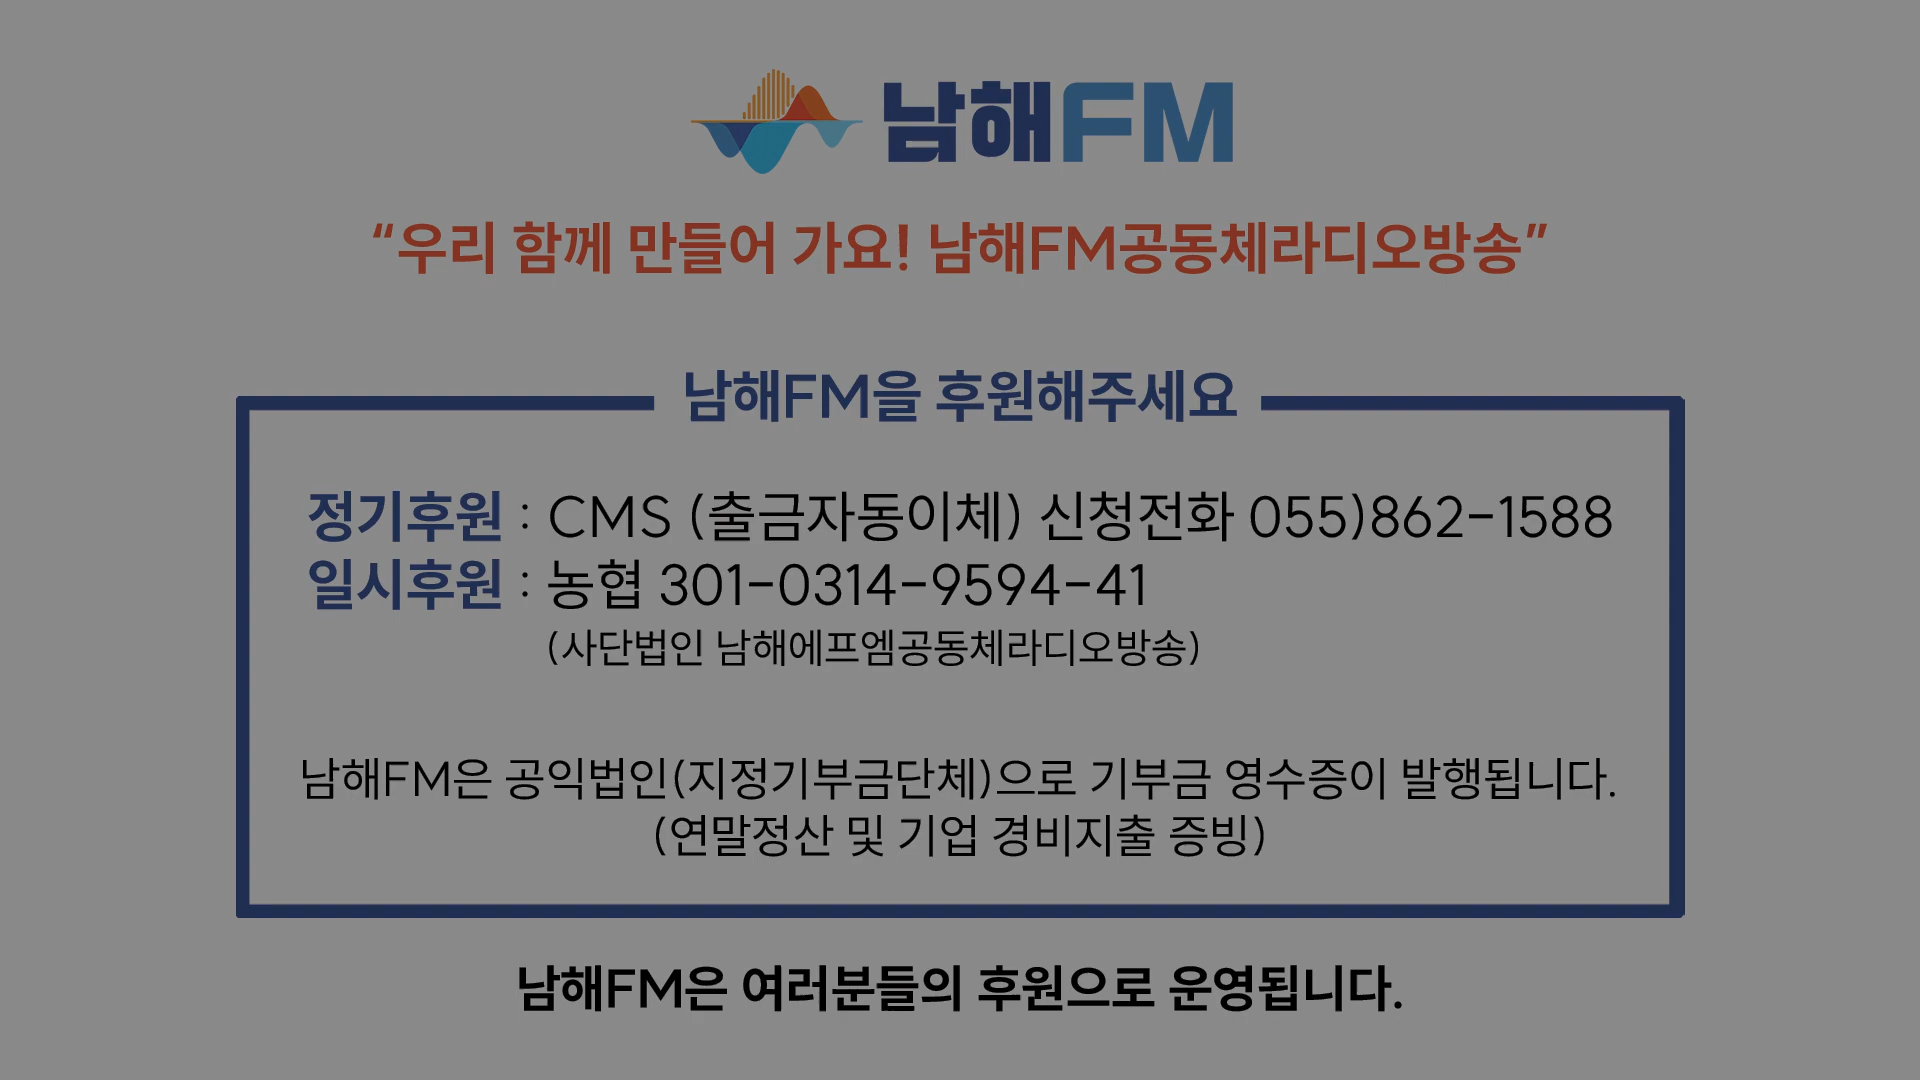 남해FM
“우리 함께 만들어 가요! 남해FM공동체라디오방송”
남해FM을 후원해주세요
정기후원 : CMS (출금자동이체) 신청전화 055)862-1588
일시후원 : 농협 301-0314-9594-41
(사단법인 남해에프엠공동체라디오방송)
남해FM은 공익법인(지정기부금단체)으로 기부금 영수증이 발행됩니다.
(연말정산 및 기업 경비지출 증빙)
남해FM은 여러분들의 후원으로 운영됩니다.